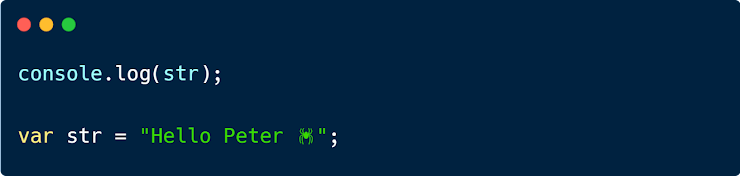 console.log(str);
var str = "Hello Peter 🕷";